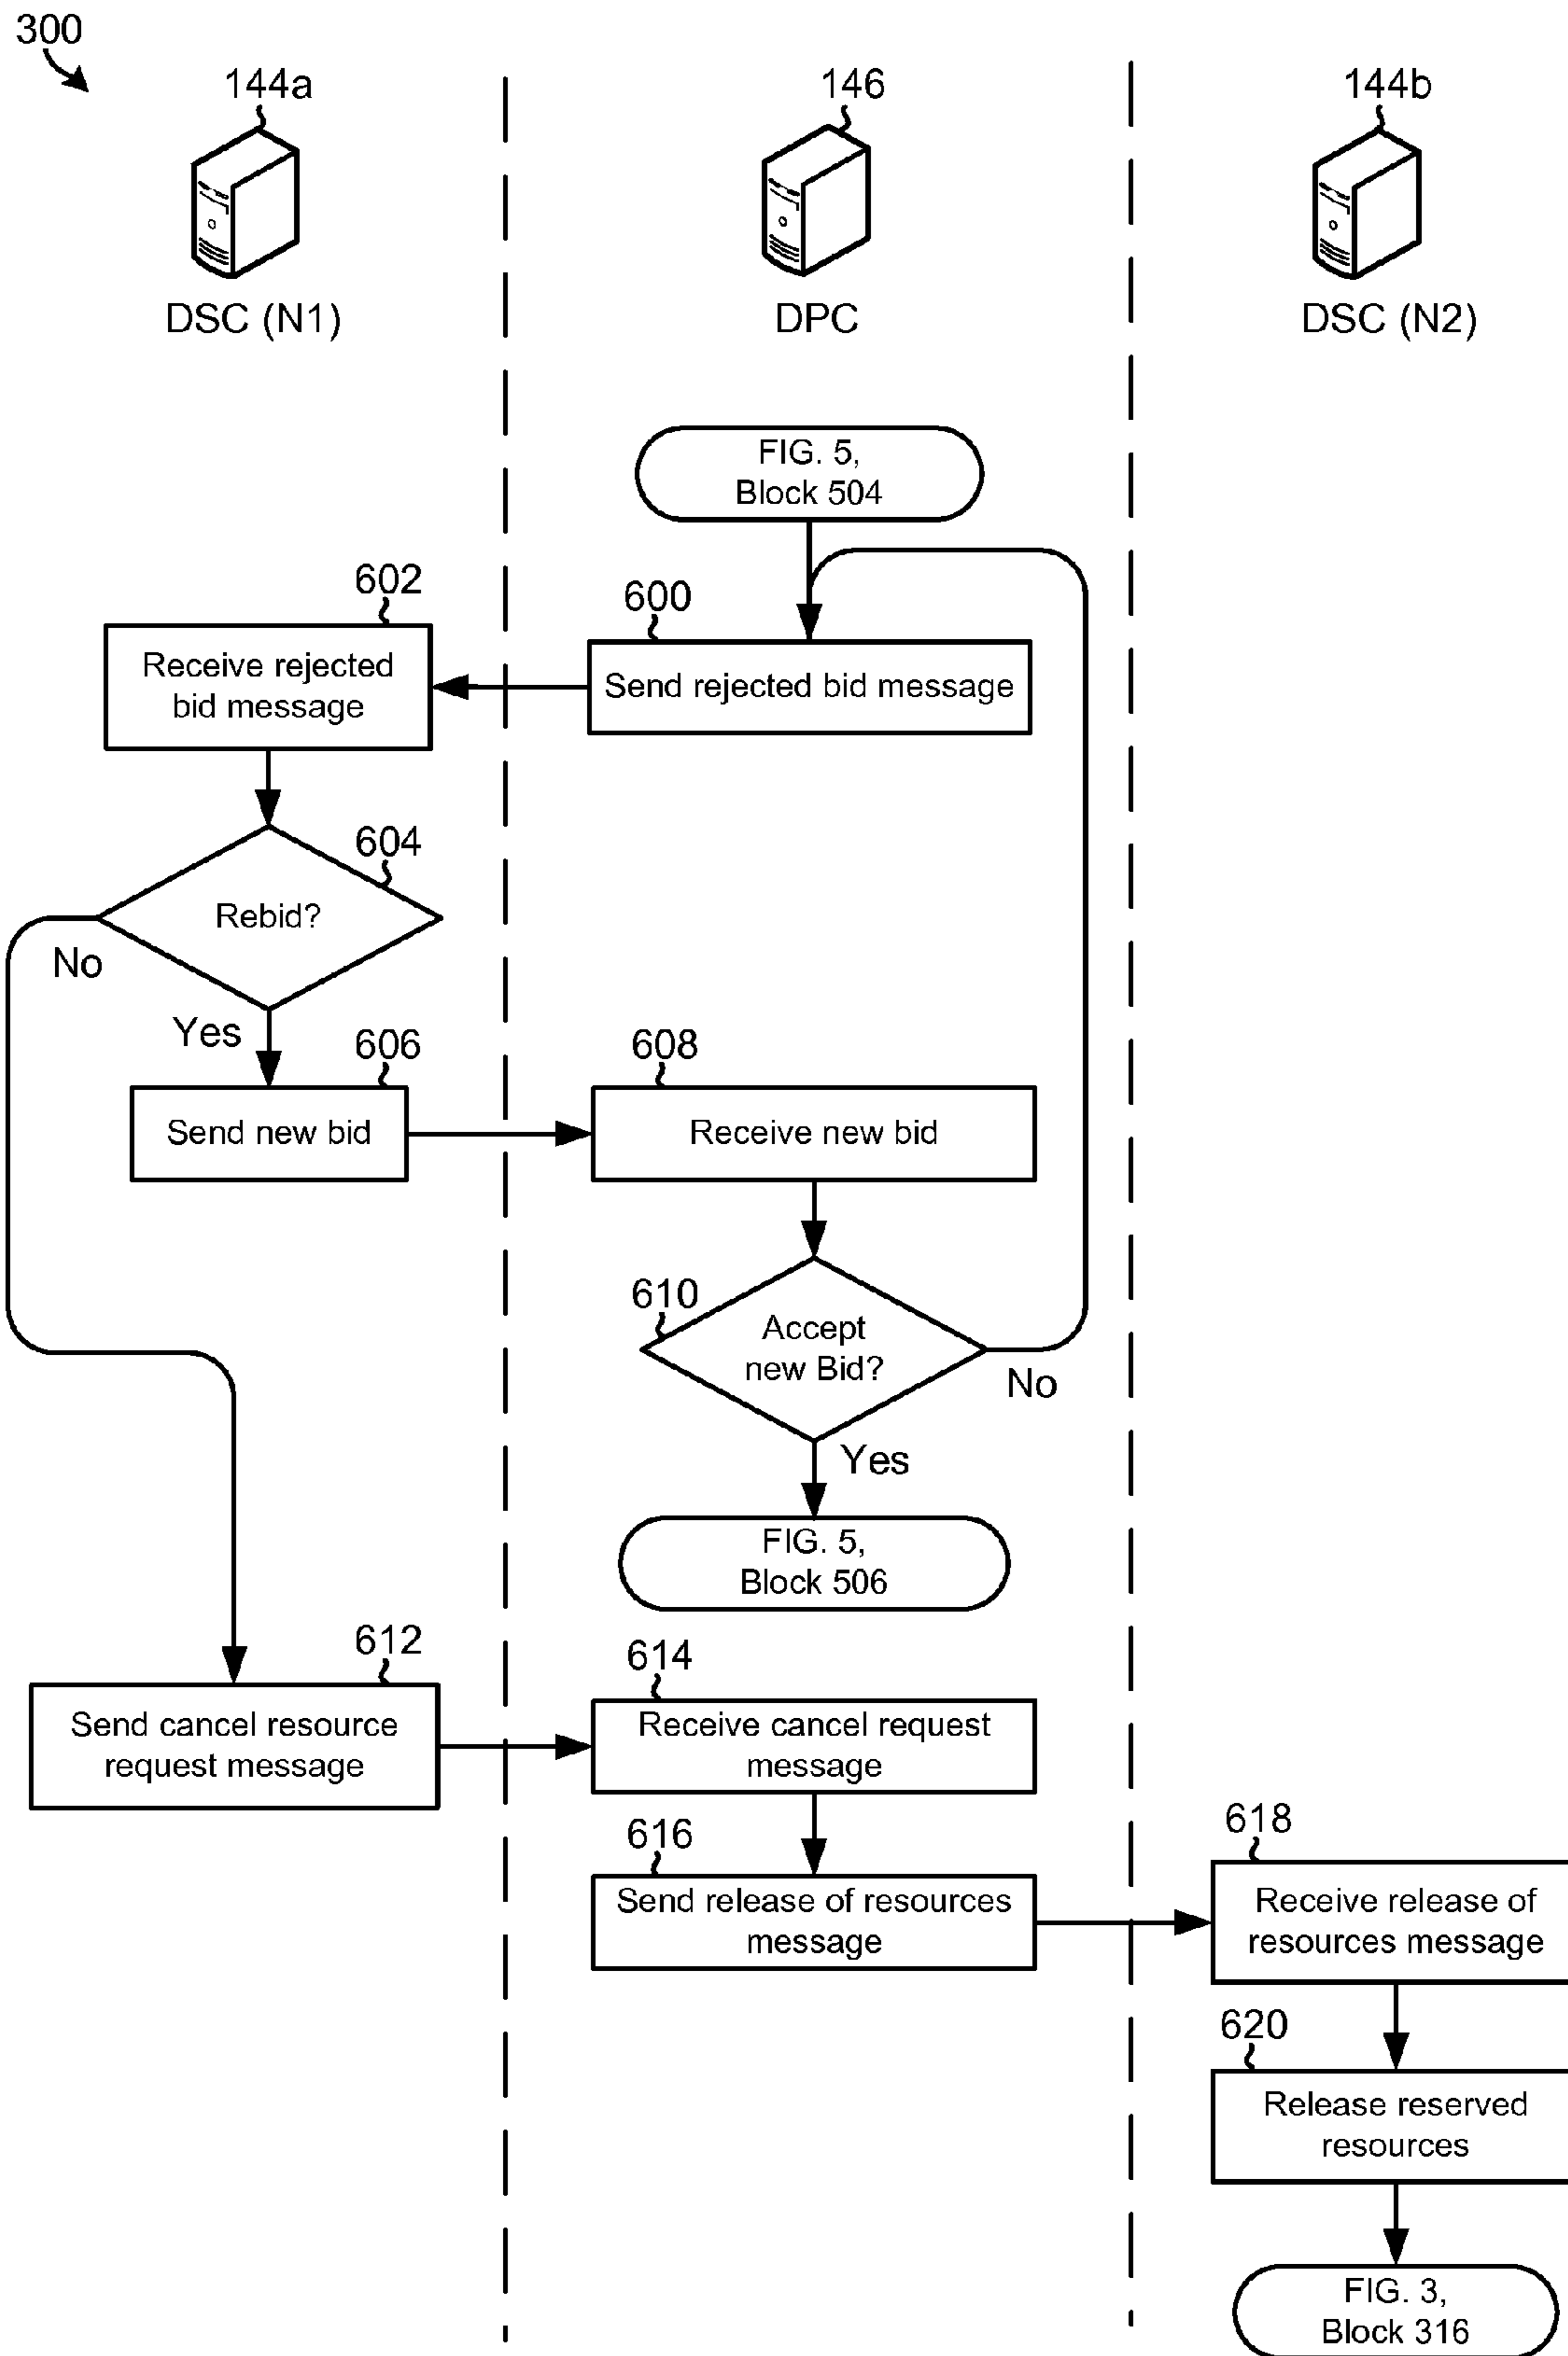 300
144a
146
144b
DSC (N1)
DPC
DSC (N2)
FIG. 5,
Block 504
602
600
Receive rejected
bid message
Send rejected bid message
604
Rebid?
No
Yes
606
608
Send new bid
Receive new bid
610
Accept
new Bid?
No
Yes
FIG. 5,
Block 506
612
614
Send cancel resource
request message
Receive cancel request
message
616
618
Send release of resources
message
Receive release of
resources message
620
Release reserved
resources
FIG. 3,
Block 316